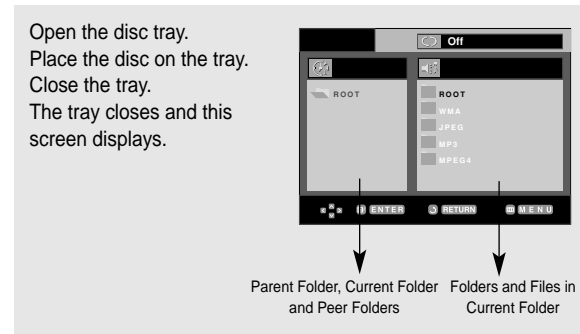 Open the disc tray.
Place the disc on the tray.
Close the tray.
The tray closes and this
screen displays.
Off
ROOT
ROOT
WMA
JPEG
MP3
MPEG4
ENTER RETURN MENU
Parent Folder, Current Folder
and Peer Folders
Folders and Files in
Current Folder